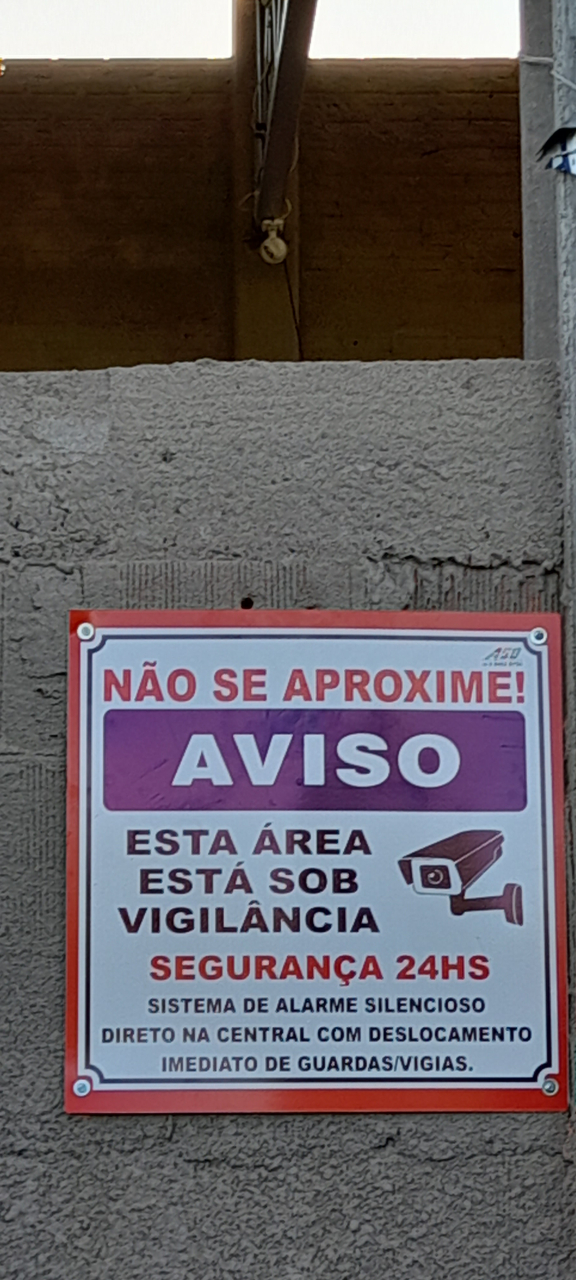 ASD
NÃO SE APROXIME!
AVISO
ESTA ÁREA
ESTÁ SOB
VIGILÂNCIA
SEGURANÇA 24HS
SISTEMA DE ALARME SILENCIOSO
DIRETO NA CENTRAL COM DESLOCAMENTO
IMEDIATO DE GUARDAS/VIGIAS.